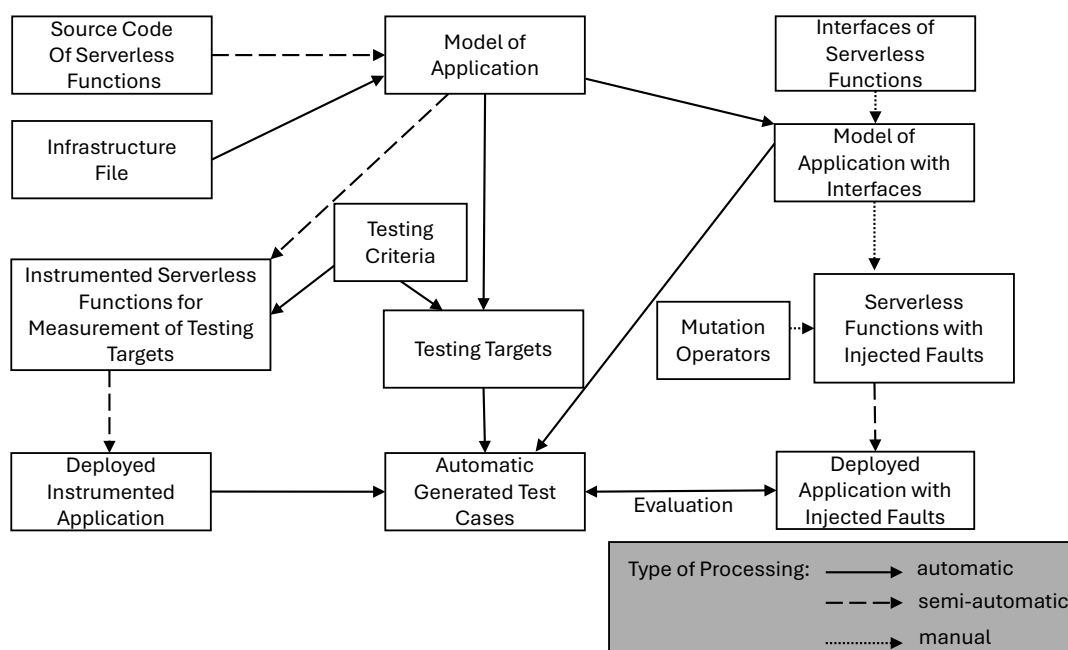 Source Code
Of Serverless
Functions
Model of
Application
Interfaces of
Serverless
Functions
Infrastructure
File
Model of
Application with
Interfaces
Testing
Criteria
Instrumented Serverless
Functions for
Measurement of Testing
Targets
Testing Targets
Mutation
Operators
Serverless
Functions with
Injected Faults
Deployed
Instrumented
Application
Automatic
Generated Test
Cases
Evaluation
Deployed
Application with
Injected Faults
Type of Processing:
automatic
semi-automatic
manual